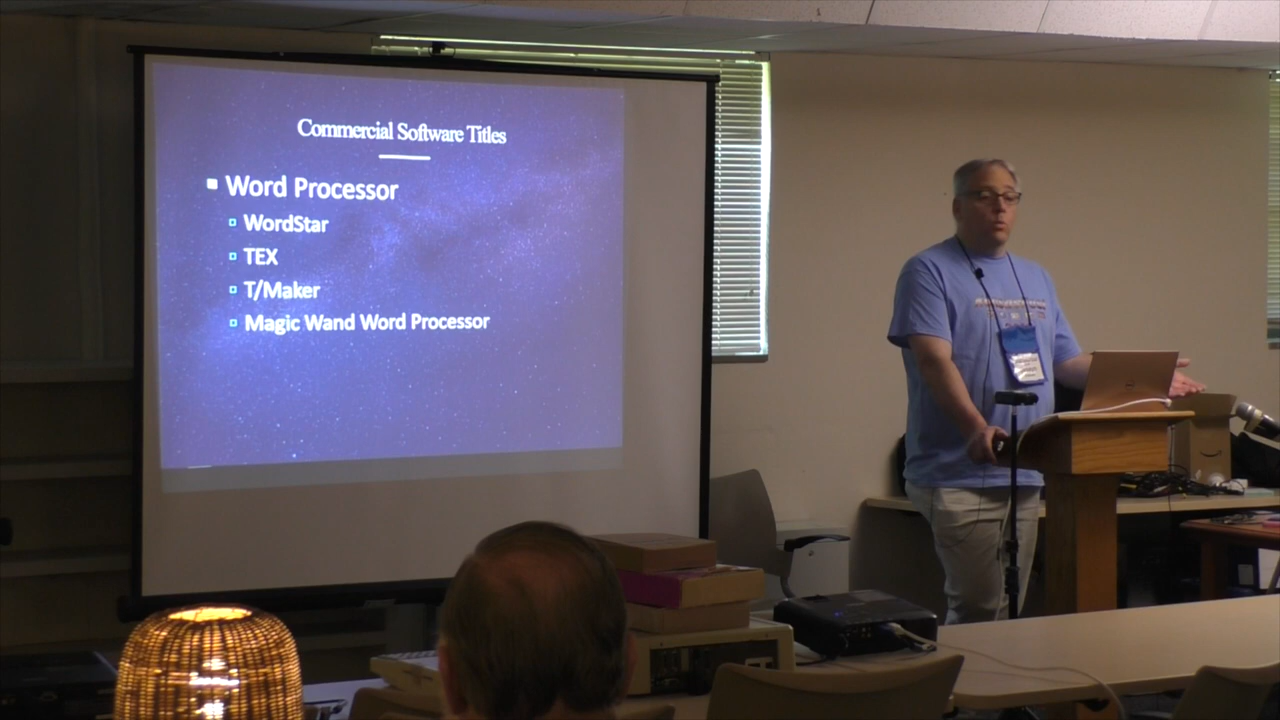 Commercial Software Titles
Word Processor
WordStar
TEX
T/Maker
Magic Wand Word Processor